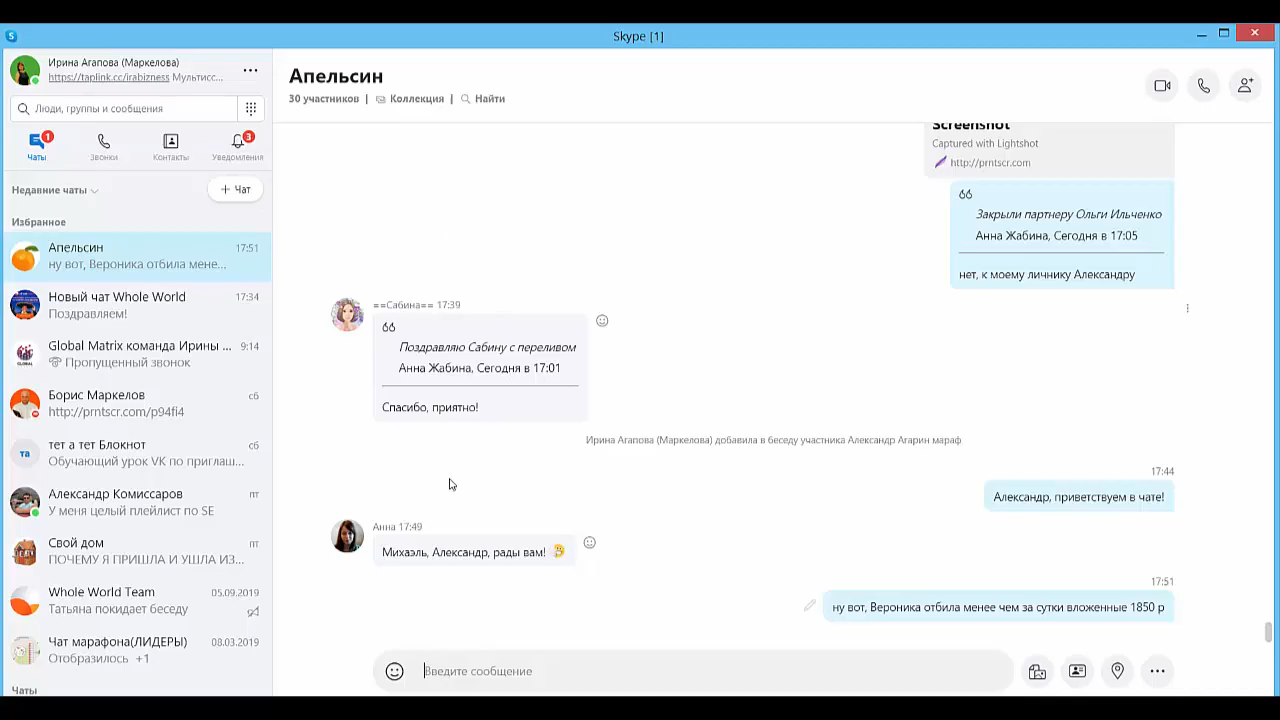 Skype [1]
Ирина Агапова (Маркелова)
https://taplink.cc/irabizness Мультисс...
Люди, группы и сообщения
1
3
Чаты
Звонки
Контакты
Уведомления
Недавние чаты
+ Чат
Избранное
Апельсин 17:51
ну вот, Вероника отбила мене...
Новый чат Whole World 17:34
Поздравляем!
Global Matrix команда Ирины ... 9:14
Пропущенный звонок
Борис Маркелов сб
http://prntscr.com/p94fi4
та
тет а тет Блокнот сб
Обучающий урок VK по приглаш...
Александр Комиссаров пт
У меня целый плейлист по SE
Свой дом пт
ПОЧЕМУ Я ПРИШЛА И УШЛА ИЗ...
Whole World Team 05.09.2019
Татьяна покидает беседу
Чат марафона(ЛИДЕРЫ) 08.03.2019
Отобразилось +1
Чаты
Апельсин
30 участников | Коллекция | Найти
Screenshot
Captured with Lightshot
http://prntscr.com
Закрыли партнеру Ольги Ильченко
Анна Жабина, Сегодня в 17:05
нет, к моему личнику Александру
==Сабина== 17:39
Поздравляю Сабину с переливом
Анна Жабина, Сегодня в 17:01
Спасибо, приятно!
Ирина Агапова (Маркелова) добавила в беседу участника Александр Агарин мараф
17:44
Александр, приветствуем в чате!
Анна 17:49
Михаэль, Александр, рады вам!
17:51
ну вот, Вероника отбила менее чем за сутки вложенные 1850 р
Введите сообщение